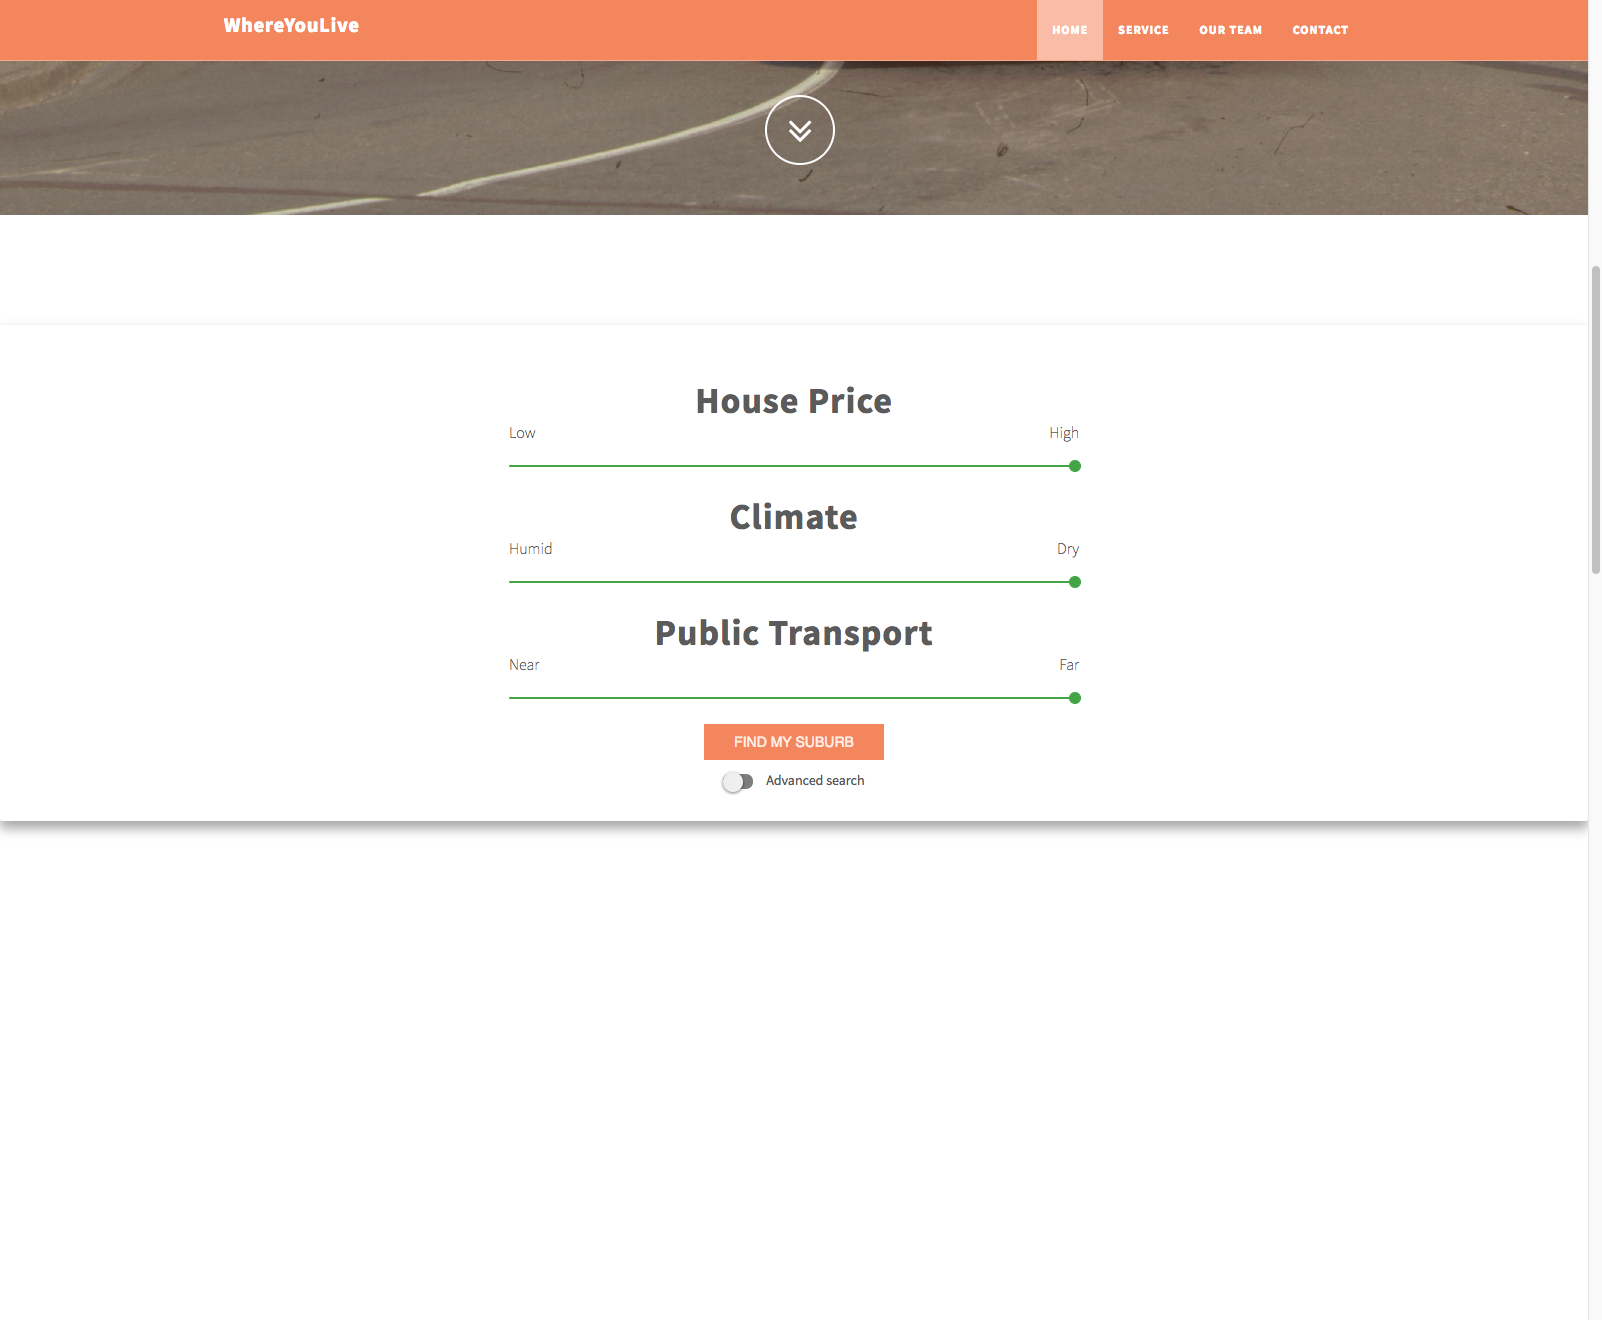 WhereYouLive
HOME SERVICE OUR TEAM CONTACT
House Price
Low High
Climate
Humid Dry
Public Transport
Near Far
FIND MY SUBURB
Advanced search